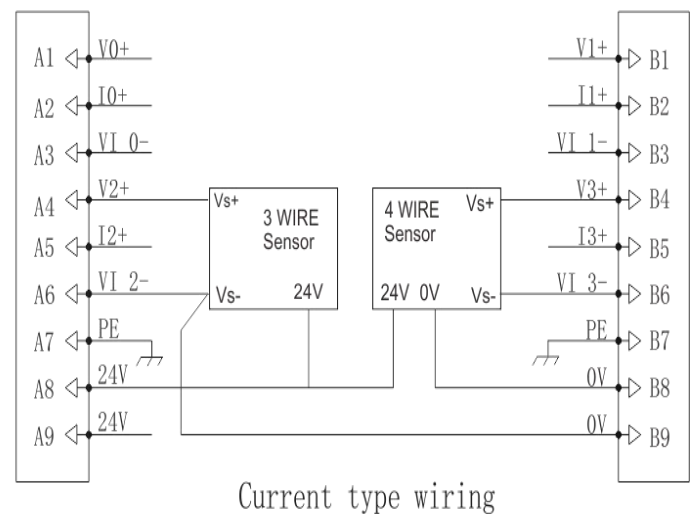 A1 V0+ V1+ B1
A2 I0+ I1+ B2
A3 VI 0- VI 1- B3
A4 V2+ V3+ B4
Vs+ Vs+
3 WIRE 4 WIRE
Sensor Sensor
A5 I2+ I3+ B5
A6 VI 2- VI 3- B6
Vs- 24V 24V 0V Vs-
A7 PE PE B7
A8 24V 0V B8
A9 24V 0V B9
Current type wiring